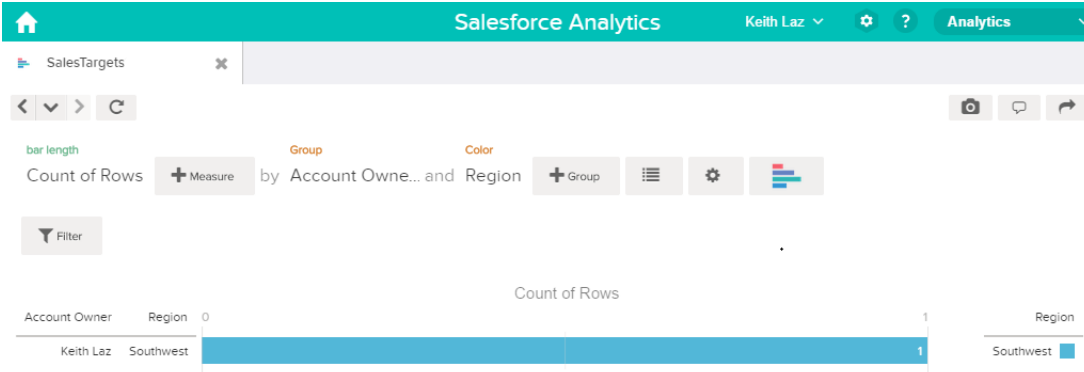 Salesforce Analytics Keith Laz ? Analytics
SalesTargets
bar length Group Color
Count of Rows Measure by Account Owne... and Region Group
Filter
Count of Rows
Account Owner Region 0 1 Region
Keith Laz Southwest 1 Southwest